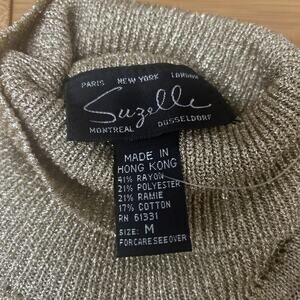 PARIS NEW YORK LONDON
Suzelle
MONTREAL DUSSELDORF
MADE IN
HONG KONG
41% RAYON
21% POLYESTER
21% RAMIE
17% COTTON
RN 61331
SIZE: M
FOR CARE SEE OVER